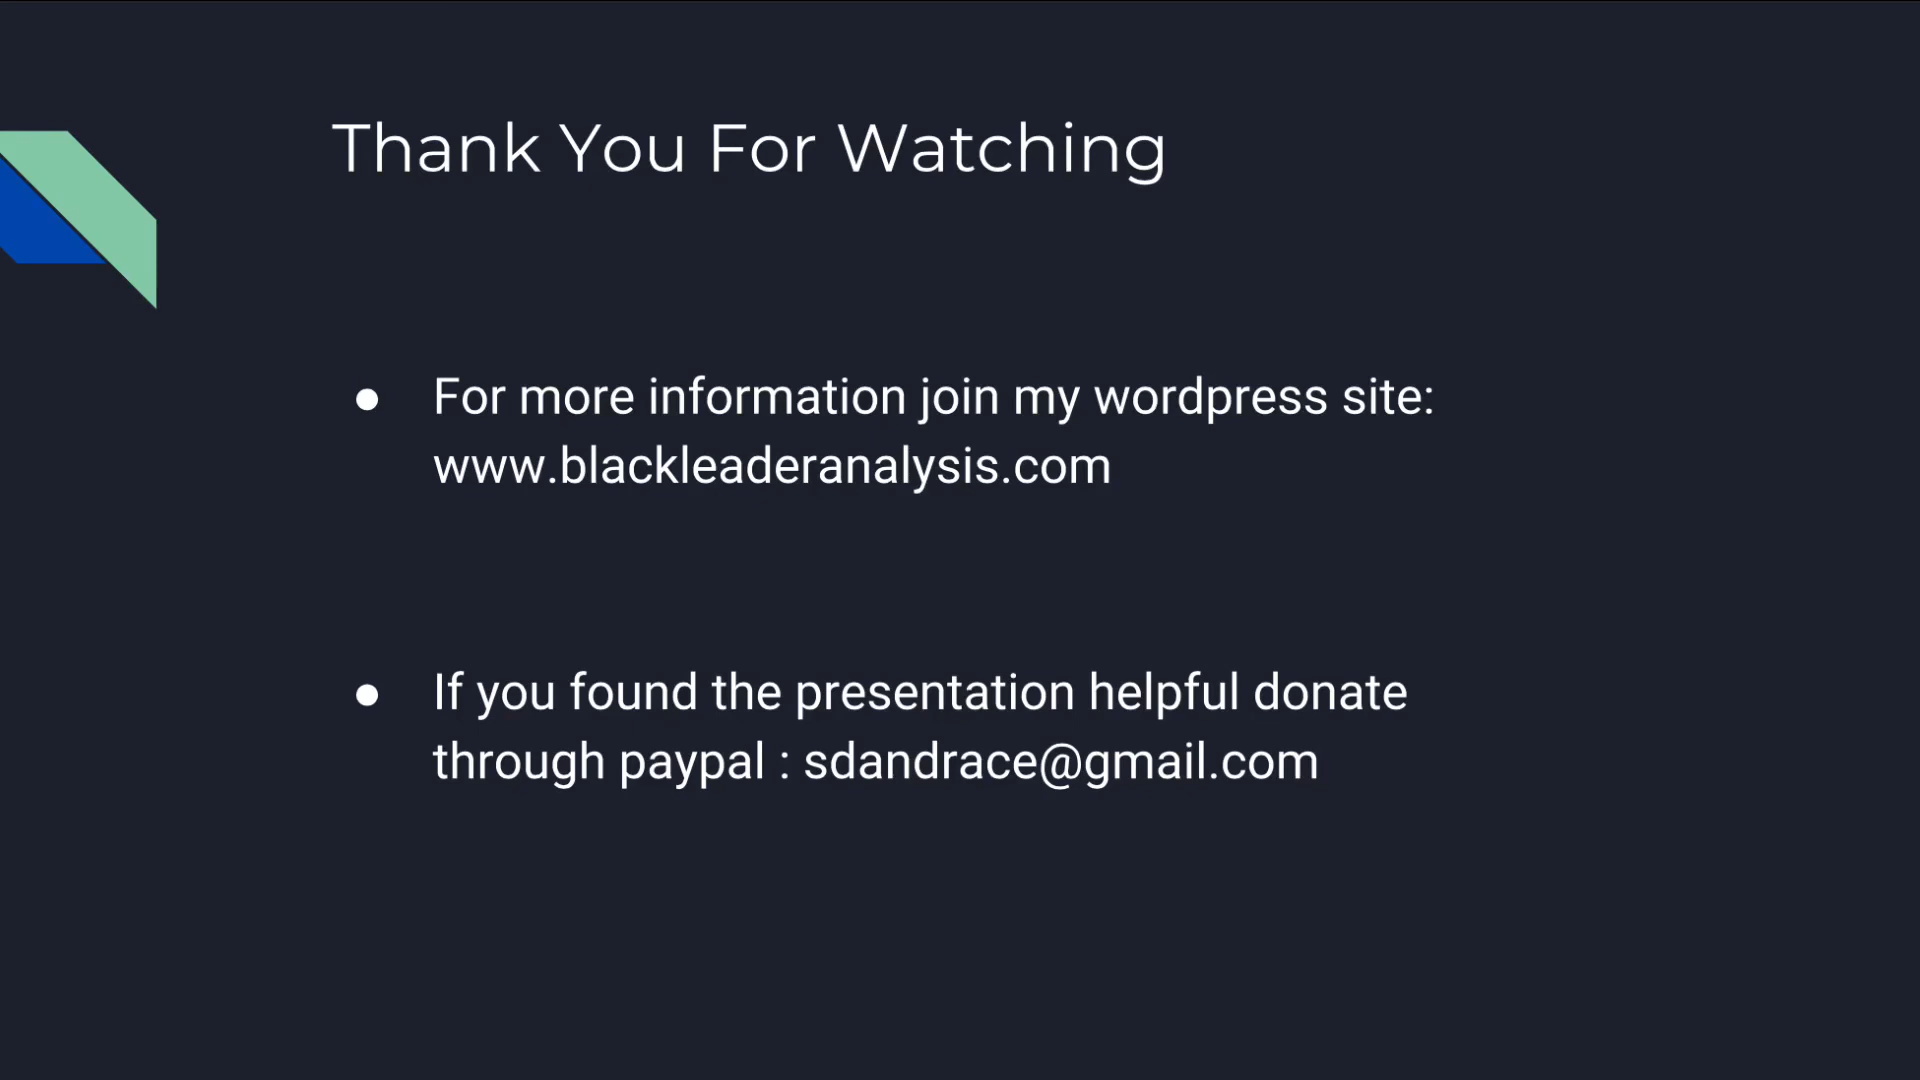 Thank You For Watching
● For more information join my wordpress site:
www.blackleaderanalysis.com
● If you found the presentation helpful donate
through paypal : sdandrace@gmail.com